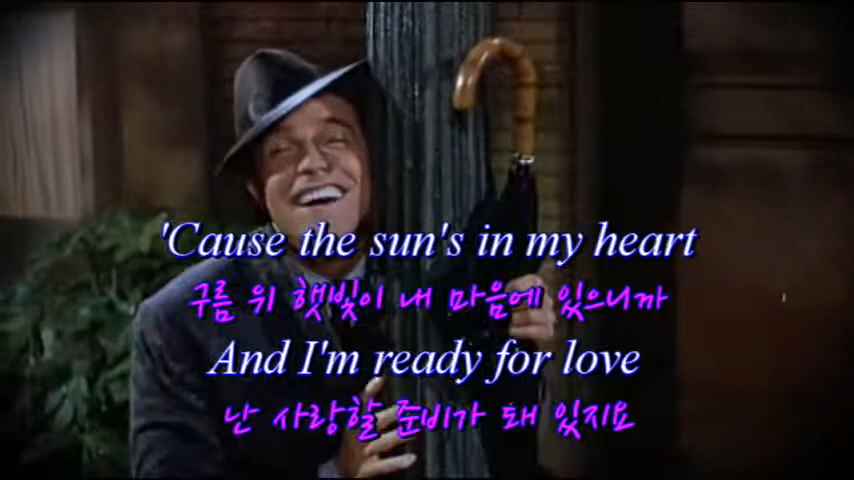 'Cause the sun's in my heart
구름 위 햇빛이 내 마음에 있으니까
And I'm ready for love
난 사랑할 준비가 돼 있지요